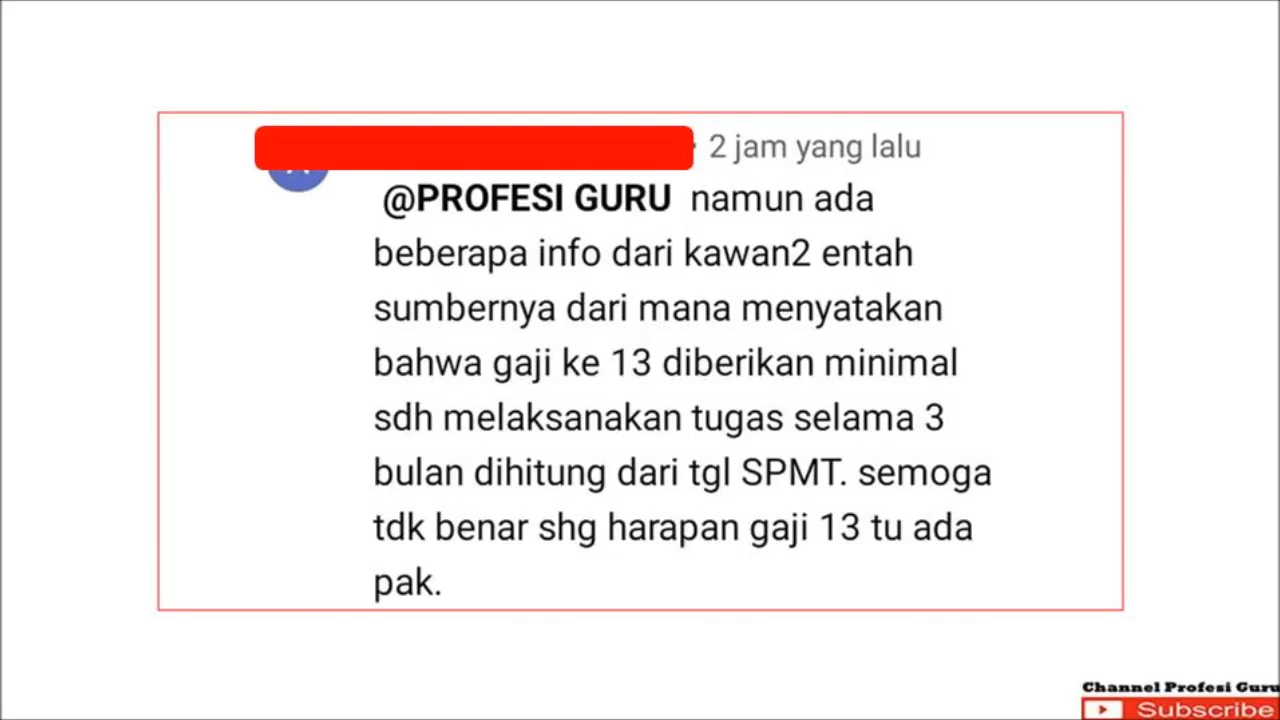 2 jam yang lalu
@PROFESI GURU namun ada
beberapa info dari kawan2 entah
sumbernya dari mana menyatakan
bahwa gaji ke 13 diberikan minimal
sdh melaksanakan tugas selama 3
bulan dihitung dari tgl SPMT. semoga
tdk benar shg harapan gaji 13 tu ada
pak.
Channel Profesi Guru
Subscribe